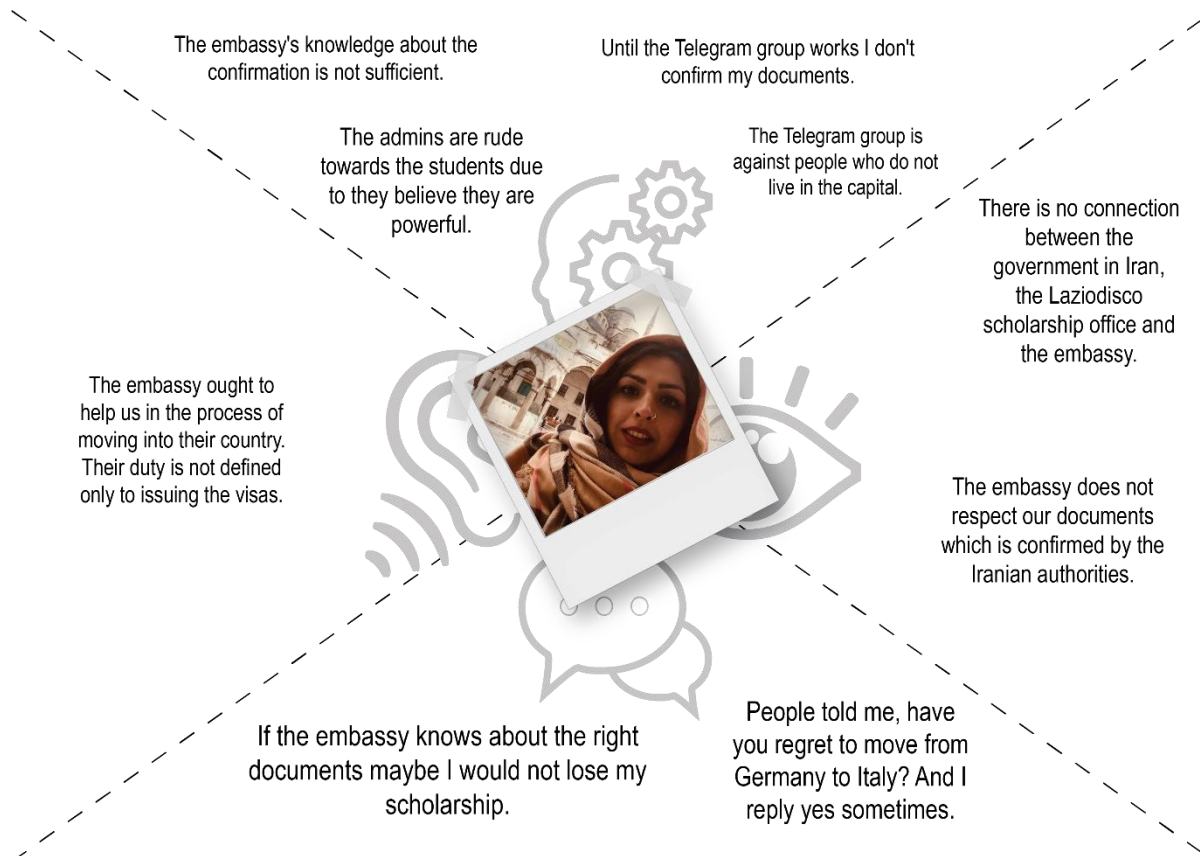 The embassy's knowledge about the
confirmation is not sufficient.
Until the Telegram group works I don't
confirm my documents.
The admins are rude
towards the students due
to they believe they are
powerful.
The Telegram group is
against people who do not
live in the capital.
There is no connection
between the
government in Iran,
the Laziodisco
scholarship office and
the embassy.
The embassy ought to
help us in the process of
moving into their country.
Their duty is not defined
only to issuing the visas.
The embassy does not
respect our documents
which is confirmed by the
Iranian authorities.
If the embassy knows about the right
documents maybe I would not lose my
scholarship.
People told me, have
you regret to move from
Germany to Italy? And I
reply yes sometimes.